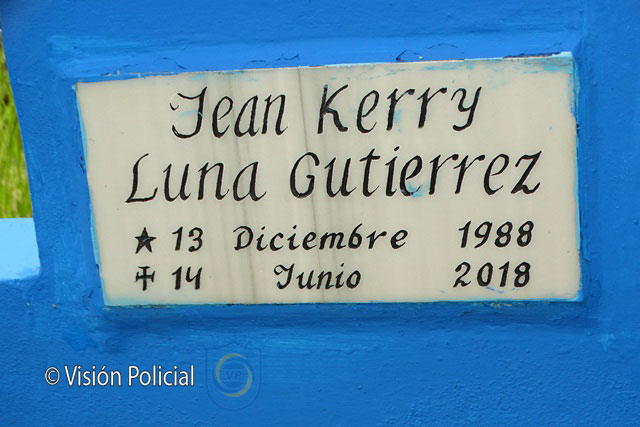 Jean Kerry
Luna Gutierrez
★ 13 Diciembre 1988
✝ 14 Junio 2018
© Visión Policial